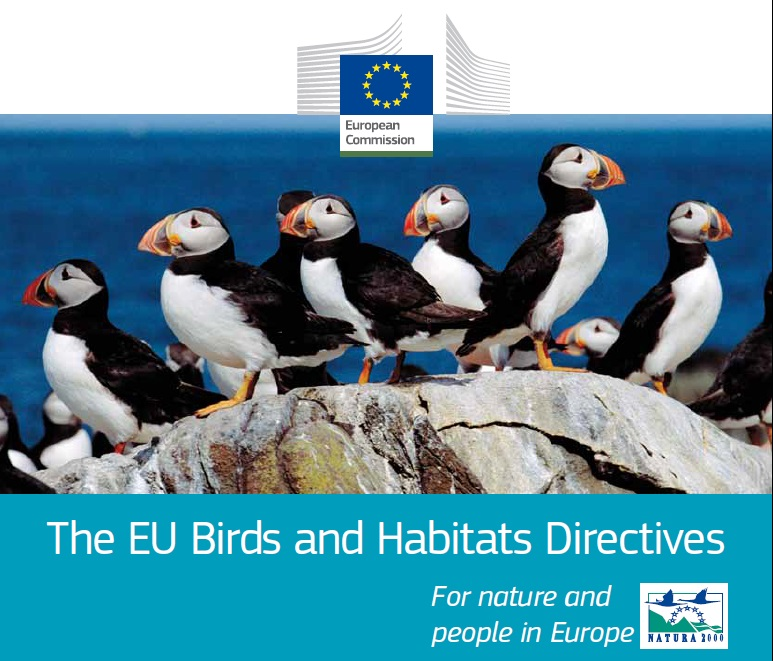 European
Commission
The EU Birds and Habitats Directives
For nature and
people in Europe
NATURA 2000